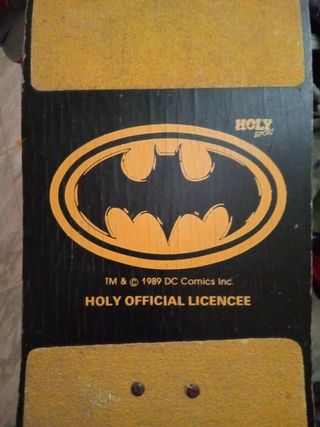 HOLY
SPORT
TM & © 1989 DC Comics Inc.
HOLY OFFICIAL LICENCEE